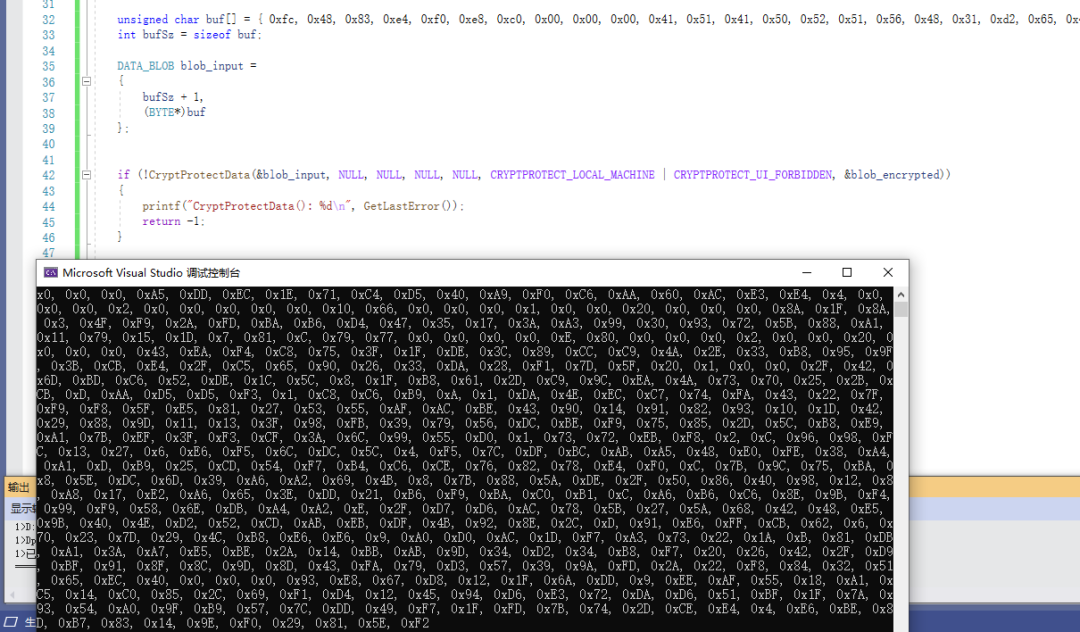 31
32 unsigned char buf[] = { 0xfc, 0x48, 0x83, 0xe4, 0xf0, 0xe8, 0xc0, 0x00, 0x00, 0x00, 0x41, 0x51, 0x41, 0x50, 0x52, 0x51, 0x56, 0x48, 0x31, 0xd2, 0x65,
33 int bufSz = sizeof buf;
34
35 DATA_BLOB blob_input =
36 {
37 bufSz + 1,
38 (BYTE*)buf
39 };
40
41
42 if (!CryptProtectData(&blob_input, NULL, NULL, NULL, NULL, CRYPTPROTECT_LOCAL_MACHINE | CRYPTPROTECT_UI_FORBIDDEN, &blob_encrypted))
43 {
44 printf("CryptProtectData(): %d\n", GetLastError());
45 return -1;
46 }
47
Microsoft Visual Studio 调试控制台
x0, 0x0, 0x0, 0xA5, 0xDD, 0xEC, 0x1E, 0x71, 0xC4, 0xD5, 0x40, 0xA9, 0xF0, 0xC6, 0xAA, 0x60, 0xAC, 0xE3, 0xE4, 0x4, 0x0,
0x0, 0x0, 0x2, 0x0, 0x0, 0x0, 0x0, 0x0, 0x10, 0x66, 0x0, 0x0, 0x0, 0x1, 0x0, 0x0, 0x20, 0x0, 0x0, 0x0, 0x8A, 0x1F, 0x8A,
0x3, 0x4F, 0xF9, 0x2A, 0xFD, 0xBA, 0xB6, 0xD4, 0x47, 0x35, 0x17, 0x3A, 0xA3, 0x99, 0x30, 0x93, 0x72, 0x5B, 0x88, 0xA1,
0x11, 0x79, 0x15, 0x1D, 0x7, 0x81, 0xC, 0x79, 0x77, 0x0, 0x0, 0x0, 0x0, 0xE, 0x80, 0x0, 0x0, 0x0, 0x2, 0x0, 0x0, 0x20, 0
x0, 0x0, 0x0, 0x43, 0xEA, 0xF4, 0xC8, 0x75, 0x3F, 0x1F, 0xDE, 0x3C, 0x89, 0xCC, 0xC9, 0x4A, 0x2E, 0x33, 0xB8, 0x95, 0x9F
, 0x3B, 0xCB, 0xE4, 0x2F, 0xC5, 0x65, 0x90, 0x26, 0x33, 0xDA, 0x28, 0xF1, 0x7D, 0x5F, 0x20, 0x1, 0x0, 0x0, 0x2F, 0x42, 0
x6D, 0xBD, 0xC6, 0x52, 0xDE, 0x1C, 0x5C, 0x8, 0x1F, 0xB8, 0x61, 0x2D, 0xC9, 0x9C, 0xEA, 0x4A, 0x73, 0x70, 0x25, 0x2B, 0x
CB, 0xD, 0xAA, 0xD5, 0xD5, 0xF3, 0x1, 0xC8, 0xC6, 0xB9, 0xA, 0x1, 0xDA, 0x4E, 0xEC, 0xC7, 0x74, 0xFA, 0x43, 0x22, 0x7F,
0xF9, 0xF8, 0x5F, 0xE5, 0x81, 0x27, 0x53, 0x55, 0xAF, 0xAC, 0xBE, 0x43, 0x90, 0x14, 0x91, 0x82, 0x93, 0x10, 0x1D, 0x42,
0x29, 0x88, 0x9D, 0x11, 0x13, 0x3F, 0x98, 0xFB, 0x39, 0x79, 0x56, 0xDC, 0xBE, 0xF9, 0x75, 0x85, 0x2D, 0x5C, 0xB8, 0xE9,
0xA1, 0x7B, 0xEF, 0x3F, 0xF3, 0xCF, 0x3A, 0x6C, 0x99, 0x55, 0xD0, 0x1, 0x73, 0x72, 0xEB, 0xF8, 0x2, 0xC, 0x96, 0x98, 0xF
C, 0x13, 0x27, 0x6, 0xE6, 0xF5, 0x6C, 0xDC, 0x5C, 0x4, 0xF5, 0x7C, 0xDF, 0xBC, 0xAB, 0xA5, 0x48, 0xE0, 0xFE, 0x38, 0xA4,
0xA1, 0xD, 0xB9, 0x25, 0xCD, 0x54, 0xF7, 0xB4, 0xC6, 0xCE, 0x76, 0x82, 0x78, 0xE4, 0xF0, 0xC, 0x7B, 0x9C, 0x75, 0xBA, 0
x8, 0x5E, 0xDC, 0x6D, 0x39, 0xA6, 0xA2, 0x69, 0x4B, 0x8, 0x7B, 0x88, 0x5A, 0xDE, 0x2F, 0x50, 0x86, 0x40, 0x98, 0x12, 0x8
, 0xA8, 0x17, 0xE2, 0xA6, 0x65, 0x3E, 0xDD, 0x21, 0xB6, 0xF9, 0xBA, 0xC0, 0xB1, 0xC, 0xA6, 0xB6, 0xC6, 0x8E, 0x9B, 0xF4,
0x99, 0xF9, 0x58, 0x6E, 0xDB, 0xA4, 0xA2, 0xE, 0x2F, 0xD7, 0xD6, 0xAC, 0x78, 0x5B, 0x27, 0x5A, 0x68, 0x42, 0x48, 0xE5,
0x9B, 0x40, 0x4E, 0xD2, 0x52, 0xCD, 0xAB, 0xEB, 0xDF, 0x4B, 0x92, 0x8E, 0x2C, 0xD, 0x91, 0xE6, 0xFF, 0xCB, 0x62, 0x6, 0x
70, 0x23, 0x7D, 0x29, 0x4C, 0xB8, 0xE6, 0xE6, 0x9, 0xA0, 0xD0, 0xAC, 0x1D, 0xF7, 0xA3, 0x73, 0x22, 0x1A, 0xB, 0x81, 0xDB
, 0xA1, 0x3A, 0xA7, 0xE5, 0xBE, 0x2A, 0x14, 0xBB, 0xAB, 0x9D, 0x34, 0xD2, 0x34, 0xB8, 0xF7, 0x20, 0x26, 0x42, 0x2F, 0xD9
, 0xBF, 0x91, 0x8F, 0x8C, 0x9D, 0x8D, 0x43, 0xFA, 0x79, 0xD3, 0x57, 0x39, 0x9A, 0xFD, 0x2A, 0x22, 0xF8, 0x84, 0x32, 0x51
, 0x65, 0xEC, 0x40, 0x0, 0x0, 0x0, 0x93, 0xE8, 0x67, 0xD8, 0x12, 0x1F, 0x6A, 0xDD, 0x9, 0xEE, 0xAF, 0x55, 0x18, 0xA1, 0x
C5, 0x14, 0xC0, 0x85, 0x2C, 0x69, 0xF1, 0xD4, 0x12, 0x45, 0x94, 0xD6, 0xE3, 0x72, 0xDA, 0xD6, 0x51, 0xBF, 0x1F, 0x7A, 0x
93, 0x54, 0xA0, 0x9F, 0xB9, 0x57, 0x7C, 0xDD, 0x49, 0xF7, 0x1F, 0xFD, 0x7B, 0x74, 0x2D, 0xCE, 0xE4, 0x4, 0xE6, 0xBE, 0x8
D, 0xB7, 0x83, 0x14, 0x9E, 0xF0, 0x29, 0x81, 0x5E, 0xF2
输出
1>D:
1>Dp
1>已
生